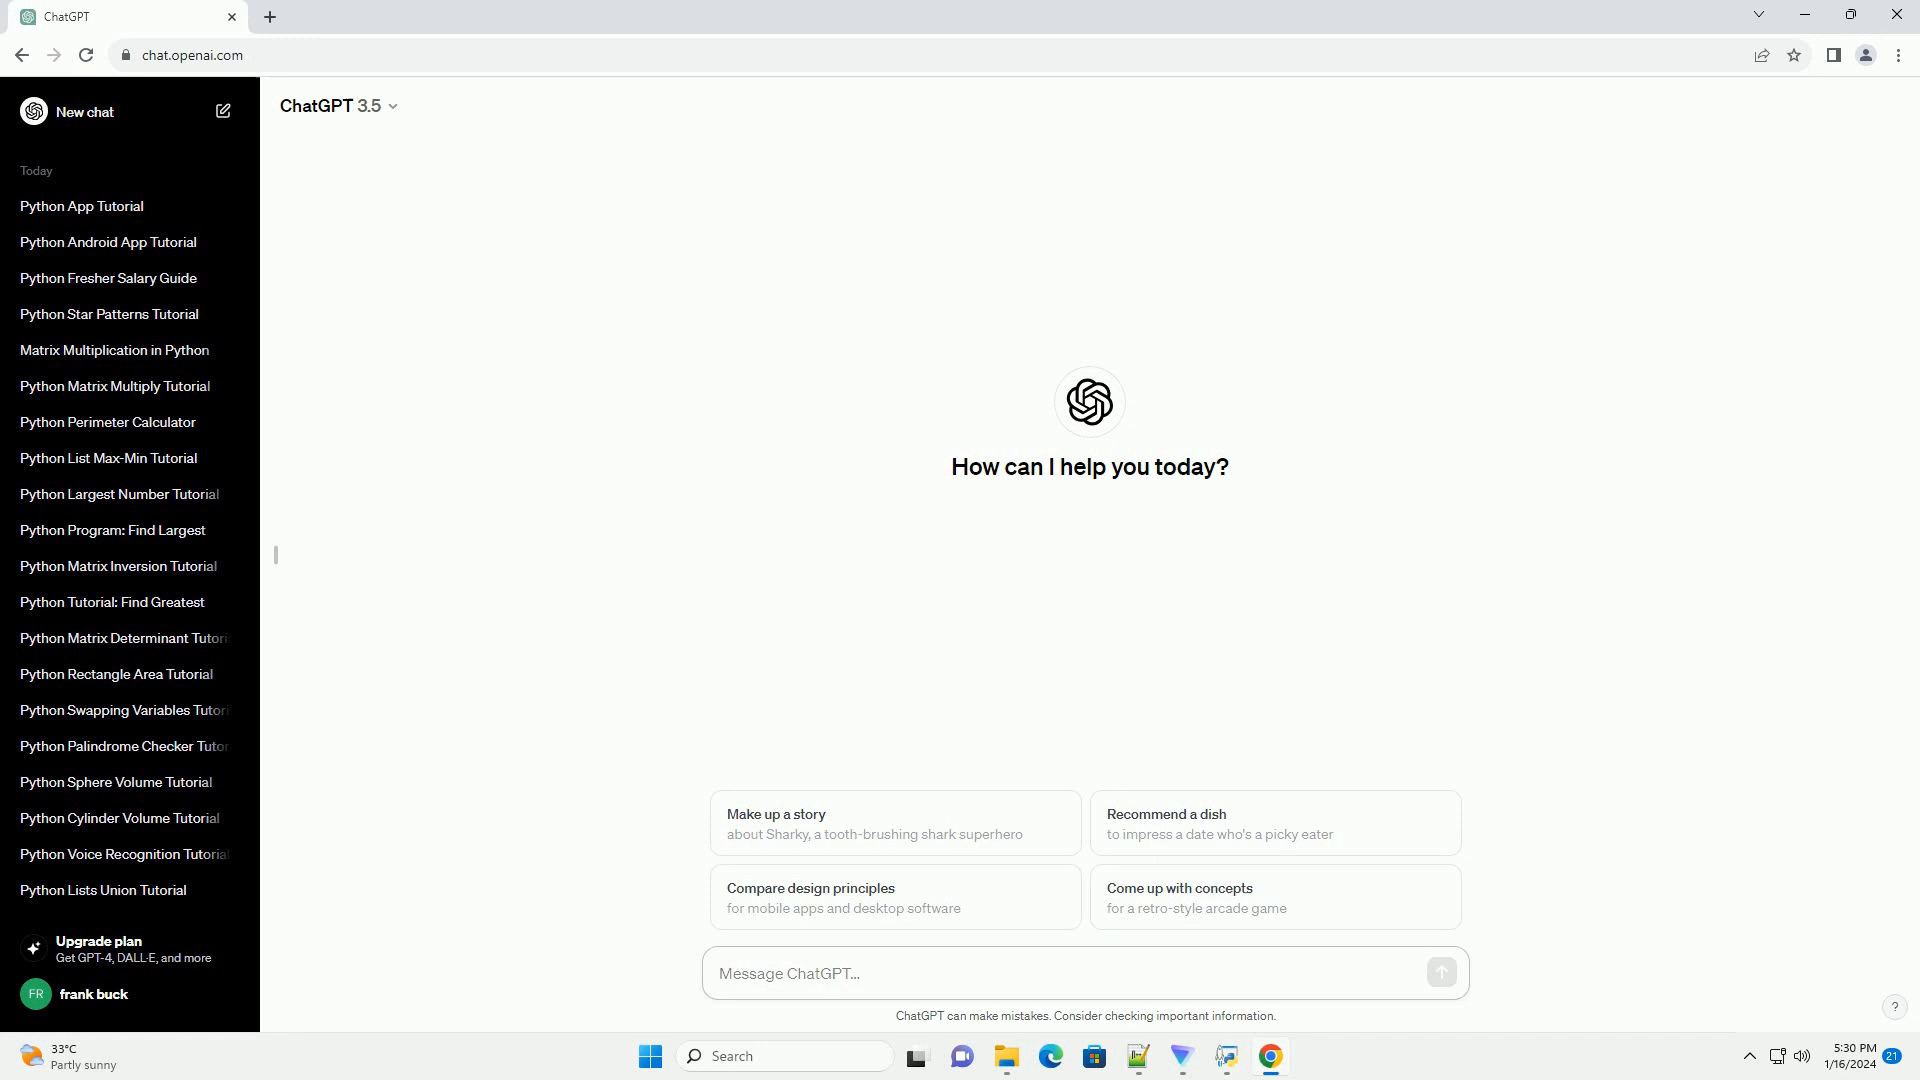 ChatGPT
chat.openai.com
New chat
ChatGPT 3.5
Today
Python App Tutorial
Python Android App Tutorial
Python Fresher Salary Guide
Python Star Patterns Tutorial
Matrix Multiplication in Python
Python Matrix Multiply Tutorial
Python Perimeter Calculator
Python List Max-Min Tutorial
Python Largest Number Tutorial
Python Program: Find Largest
Python Matrix Inversion Tutorial
Python Tutorial: Find Greatest
Python Matrix Determinant Tutori
Python Rectangle Area Tutorial
Python Swapping Variables Tutori
Python Palindrome Checker Tutor
Python Sphere Volume Tutorial
Python Cylinder Volume Tutorial
Python Voice Recognition Tutorial
Python Lists Union Tutorial
Upgrade plan
Get GPT-4, DALL·E, and more
FR frank buck
How can I help you today?
Make up a story
about Sharky, a tooth-brushing shark superhero
Recommend a dish
to impress a date who's a picky eater
Compare design principles
for mobile apps and desktop software
Come up with concepts
for a retro-style arcade game
Message ChatGPT...
ChatGPT can make mistakes. Consider checking important information.
?
33°C
Partly sunny
Search
5:30 PM
1/16/2024
21